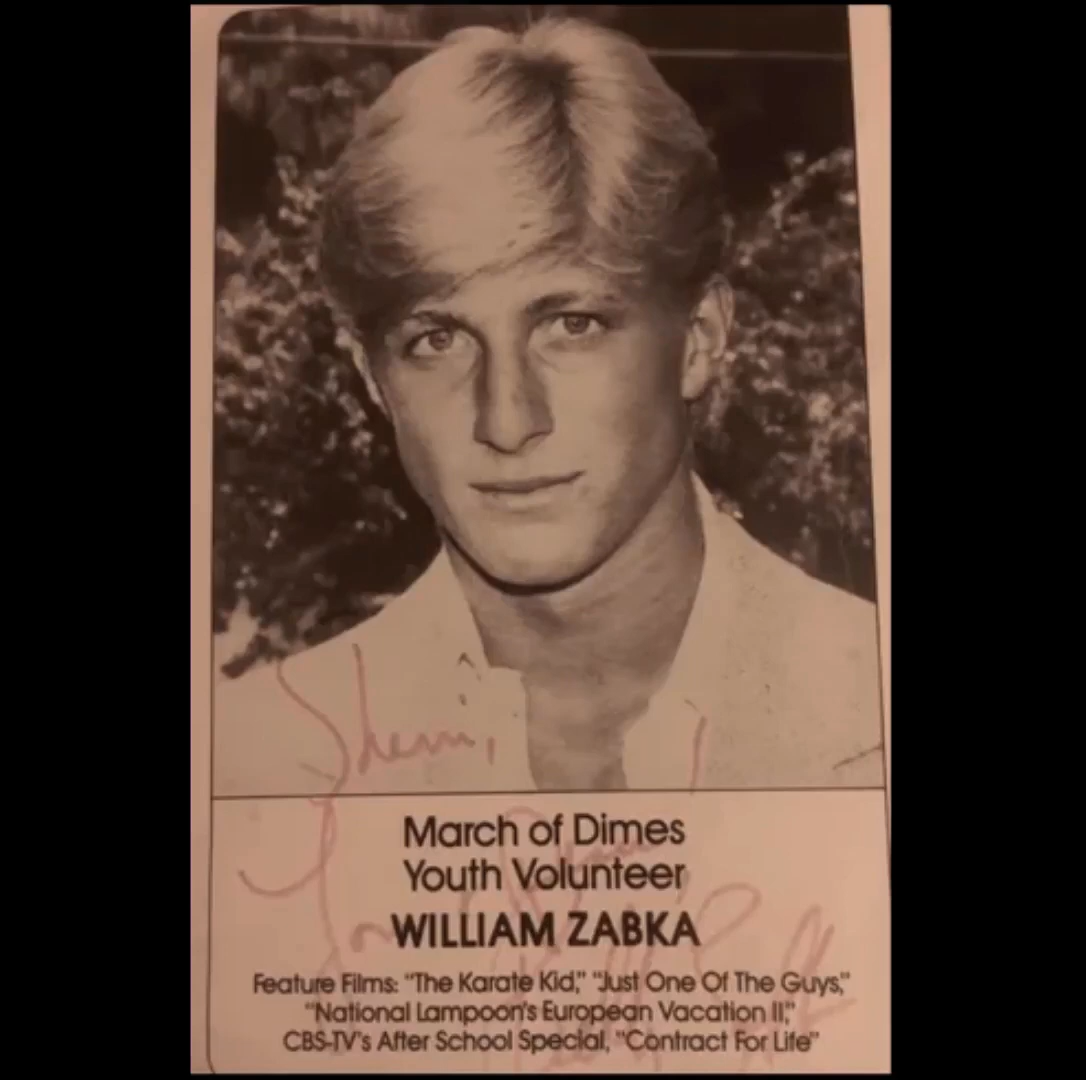 Sherri,
March of Dimes
Youth Volunteer
WILLIAM ZABKA
Feature Films: "The Karate Kid," "Just One Of The Guys,"
"National Lampoon's European Vacation II,"
CBS-TV's After School Special, "Contract For Life"